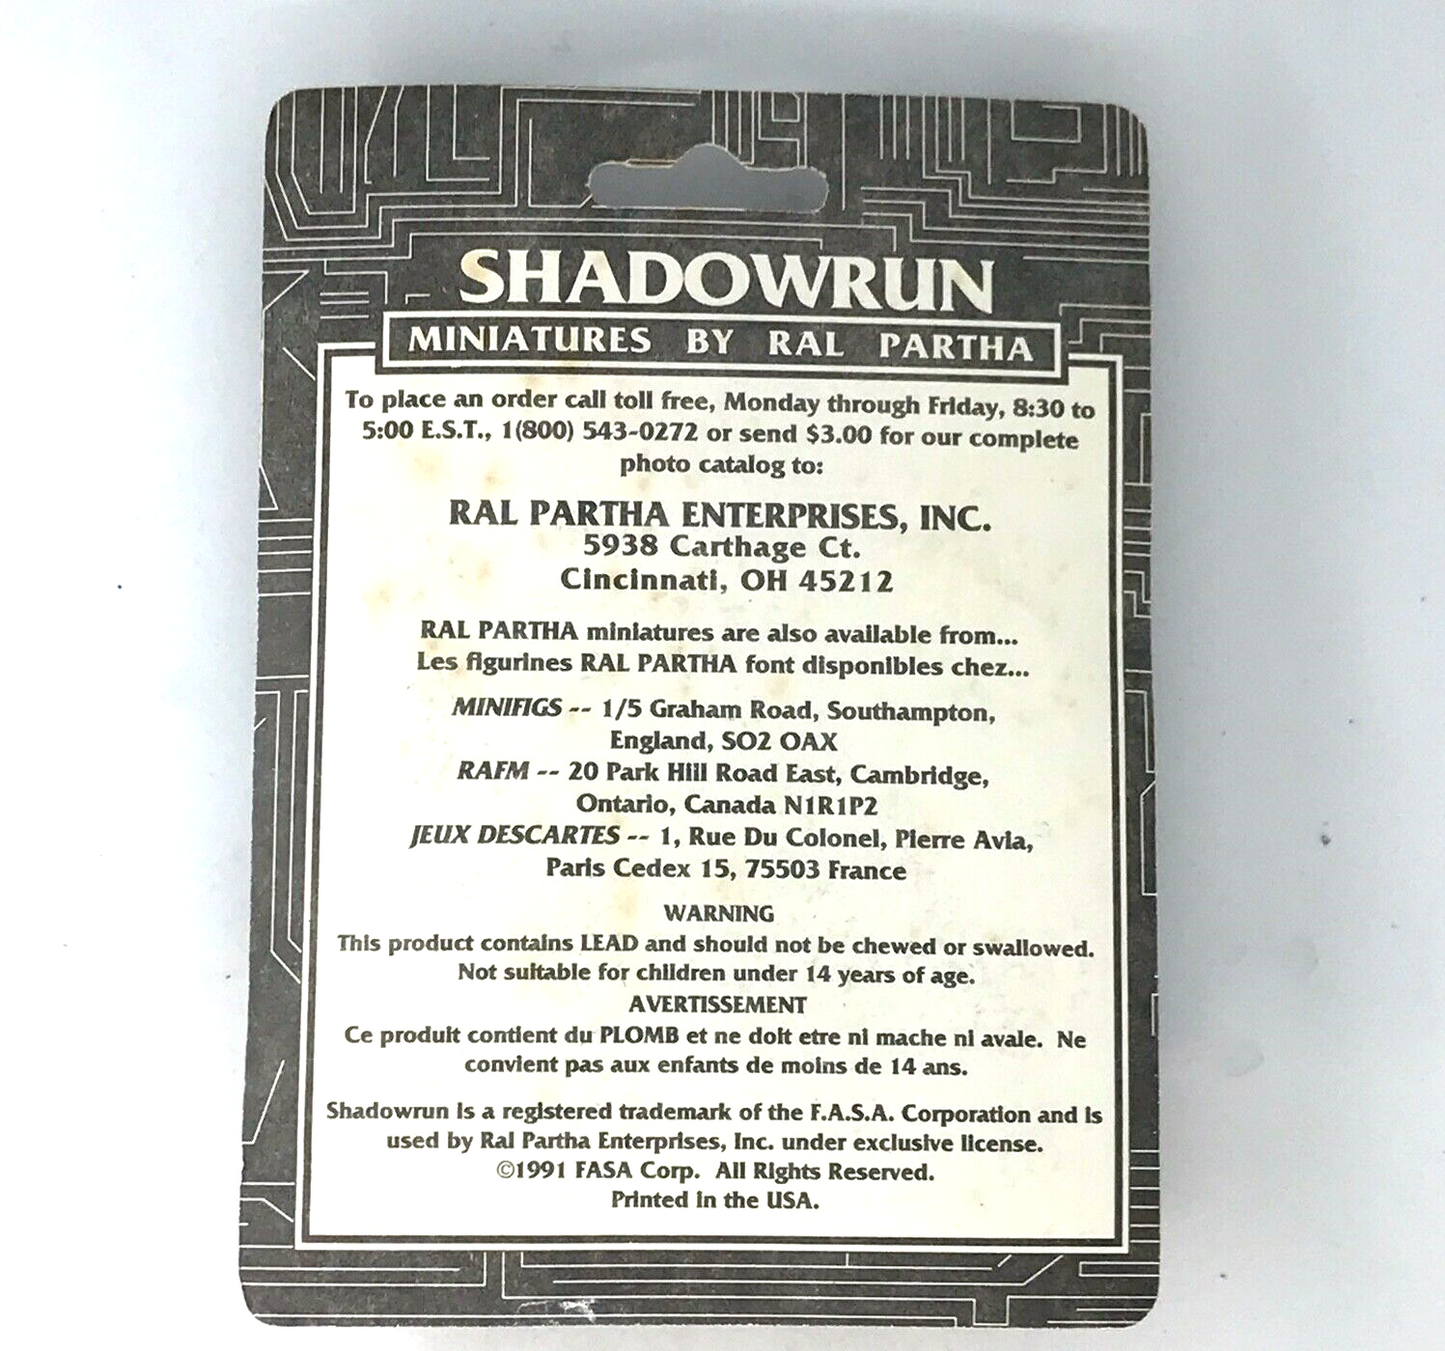 SHADOWRUN
MINIATURES BY RAL PARTHA
To place an order call toll free, Monday through Friday, 8:30 to
5:00 E.S.T., 1(800) 543-0272 or send $3.00 for our complete
photo catalog to:
RAL PARTHA ENTERPRISES, INC.
5938 Carthage Ct.
Cincinnati, OH 45212
RAL PARTHA miniatures are also available from...
Les figurines RAL PARTHA font disponibles chez...
MINIFIGS -- 1/5 Graham Road, Southampton,
England, SO2 OAX
RAFM -- 20 Park Hill Road East, Cambridge,
Ontario, Canada N1R1P2
JEUX DESCARTES -- 1, Rue Du Colonel, Pierre Avia,
Paris Cedex 15, 75503 France
WARNING
This product contains LEAD and should not be chewed or swallowed.
Not suitable for children under 14 years of age.
AVERTISSEMENT
Ce produit contient du PLOMB et ne doit etre ni mache ni avale. Ne
convient pas aux enfants de moins de 14 ans.
Shadowrun is a registered trademark of the F.A.S.A. Corporation and is
used by Ral Partha Enterprises, Inc. under exclusive license.
©1991 FASA Corp. All Rights Reserved.
Printed in the USA.